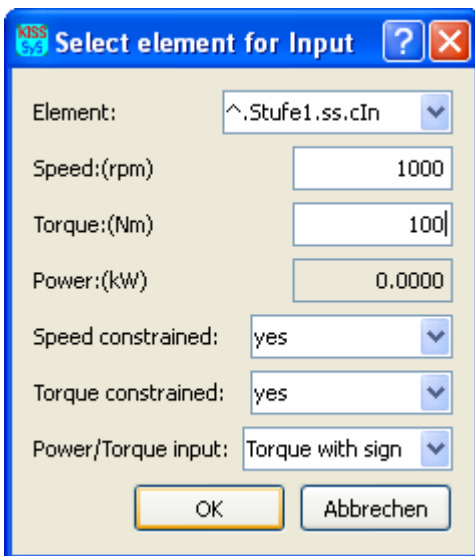 KISS
SyS
Select element for Input
Element: ^.Stufe1.ss.cIn
Speed:(rpm) 1000
Torque:(Nm) 100
Power:(kW) 0.0000
Speed constrained: yes
Torque constrained: yes
Power/Torque input: Torque with sign
OK Abbrechen